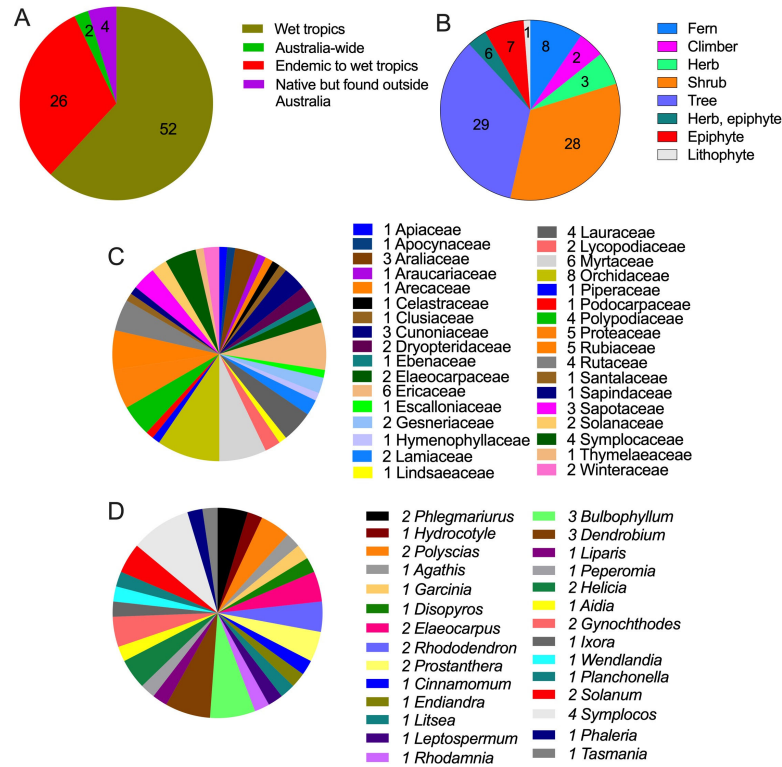 A
2
4
26
52
Wet tropics
Australia-wide
Endemic to wet tropics
Native but found outside
Australia
B
1
8
2
3
28
29
6
7
Fern
Climber
Herb
Shrub
Tree
Herb, epiphyte
Epiphyte
Lithophyte
C
1 Apiaceae
1 Apocynaceae
3 Araliaceae
1 Araucariaceae
1 Arecaceae
1 Celastraceae
1 Clusiaceae
3 Cunoniaceae
2 Dryopteridaceae
1 Ebenaceae
2 Elaeocarpaceae
6 Ericaceae
1 Escalloniaceae
2 Gesneriaceae
1 Hymenophyllaceae
2 Lamiaceae
1 Lindsaeaceae
4 Lauraceae
2 Lycopodiaceae
6 Myrtaceae
8 Orchidaceae
1 Piperaceae
1 Podocarpaceae
4 Polypodiaceae
5 Proteaceae
5 Rubiaceae
4 Rutaceae
1 Santalaceae
1 Sapindaceae
3 Sapotaceae
2 Solanaceae
4 Symplocaceae
1 Thymelaeaceae
2 Winteraceae
D
2 Phlegmariurus
1 Hydrocotyle
2 Polyscias
1 Agathis
1 Garcinia
1 Disopyros
2 Elaeocarpus
2 Rhododendron
2 Prostanthera
1 Cinnamomum
1 Endiandra
1 Litsea
1 Leptospermum
1 Rhodamnia
3 Bulbophyllum
3 Dendrobium
1 Liparis
1 Peperomia
2 Helicia
1 Aidia
2 Gynochthodes
1 Ixora
1 Wendlandia
1 Planchonella
2 Solanum
4 Symplocos
1 Phaleria
1 Tasmania